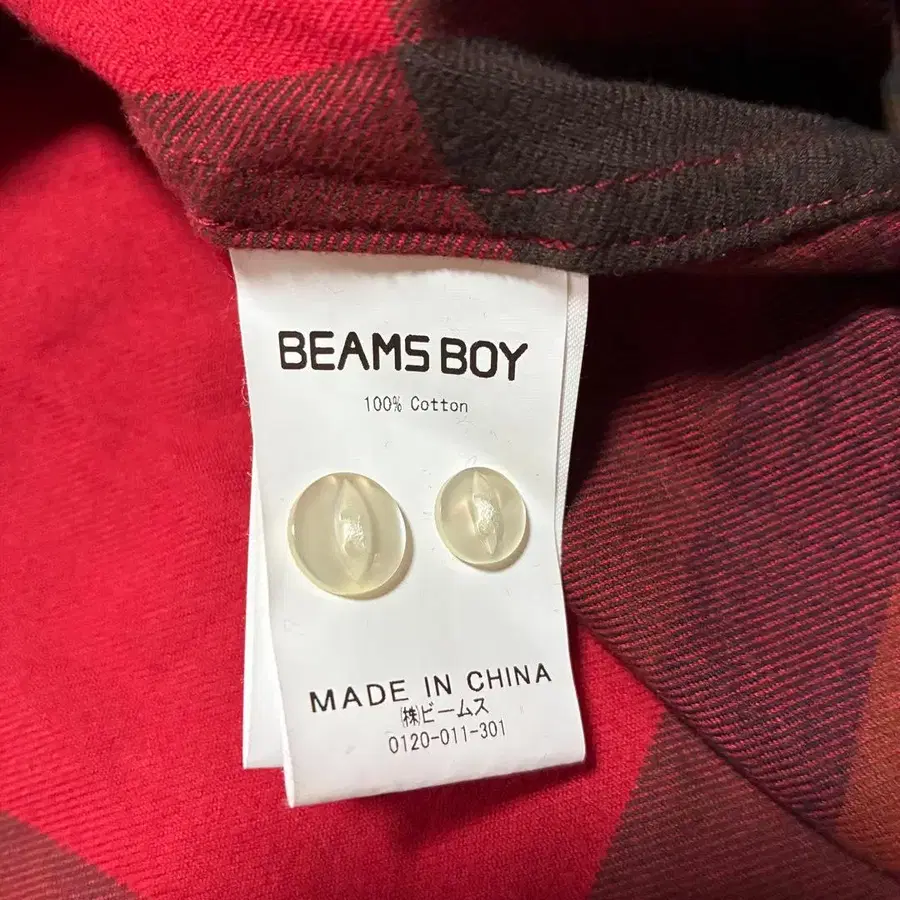 BEAMS BOY
100% Cotton
MADE IN CHINA
㈱ビームス
0120-011-301